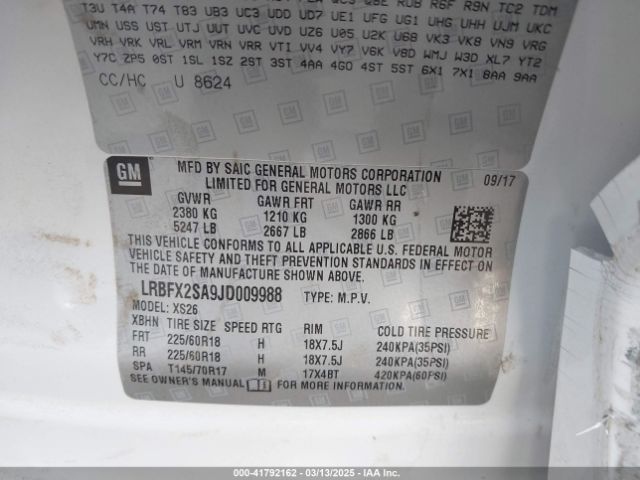 T3U T4A T74 T83 UB3 UC3 UDD UD7 UE1 UFG UG1 UHG UHH UJM UKC
UMN USS UST UTJ UUT UVC UVD UZ6 U05 U2K U68 VK3 VK8 VN9 VRG
VRH VRK VRL VRM VRN VRR VTI VV4 VY7 V6K V8D WMJ W3D XL7 YT2
Y7C ZP5 0ST 1SL 1SZ 2ST 3ST 4AA 4G0 4ST 5ST 6X1 7X1 8AA 9AA
CC/HC U 8624
GM
MFD BY SAIC GENERAL MOTORS CORPORATION
LIMITED FOR GENERAL MOTORS LLC
09/17
GVWR GAWR FRT GAWR RR
2380 KG 1210 KG 1300 KG
5247 LB 2667 LB 2866 LB
THIS VEHICLE CONFORMS TO ALL APPLICABLE U.S. FEDERAL MOTOR
VEHICLE SAFETY AND THEFT PREVENTION STANDARDS IN EFFECT ON
THE DATE OF MANUFACTURE SHOWN ABOVE.
LRBFX2SA9JD009988 TYPE: M.P.V.
MODEL: XS26
XBHN TIRE SIZE SPEED RTG RIM COLD TIRE PRESSURE
FRT 225/60R18 H 18X7.5J 240KPA(35PSI)
RR 225/60R18 H 18X7.5J 240KPA(35PSI)
SPA T145/70R17 M 17X4BT 420KPA(60PSI)
SEE OWNER'S MANUAL FOR MORE INFORMATION
000-41792162 - 03/13/2025 - IAA Inc.